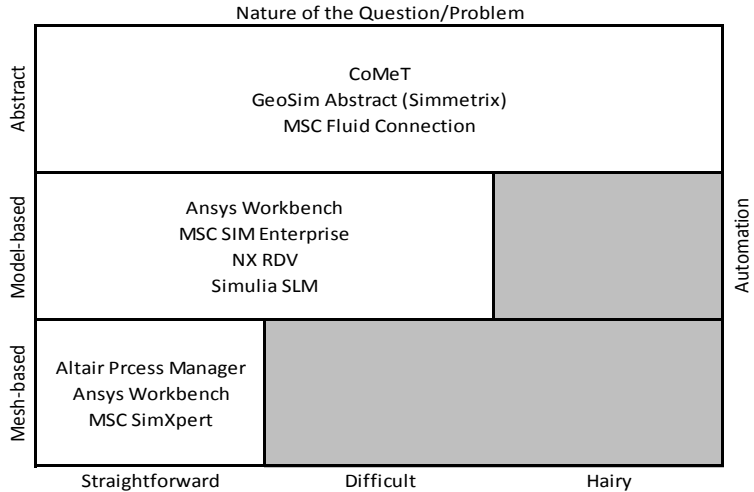 Nature of the Question/Problem
Abstract
CoMeT
GeoSim Abstract (Simmetrix)
MSC Fluid Connection
Model-based
Ansys Workbench
MSC SIM Enterprise
NX RDV
Simulia SLM
Automation
Mesh-based
Altair Prcess Manager
Ansys Workbench
MSC SimXpert
Straightforward Difficult Hairy